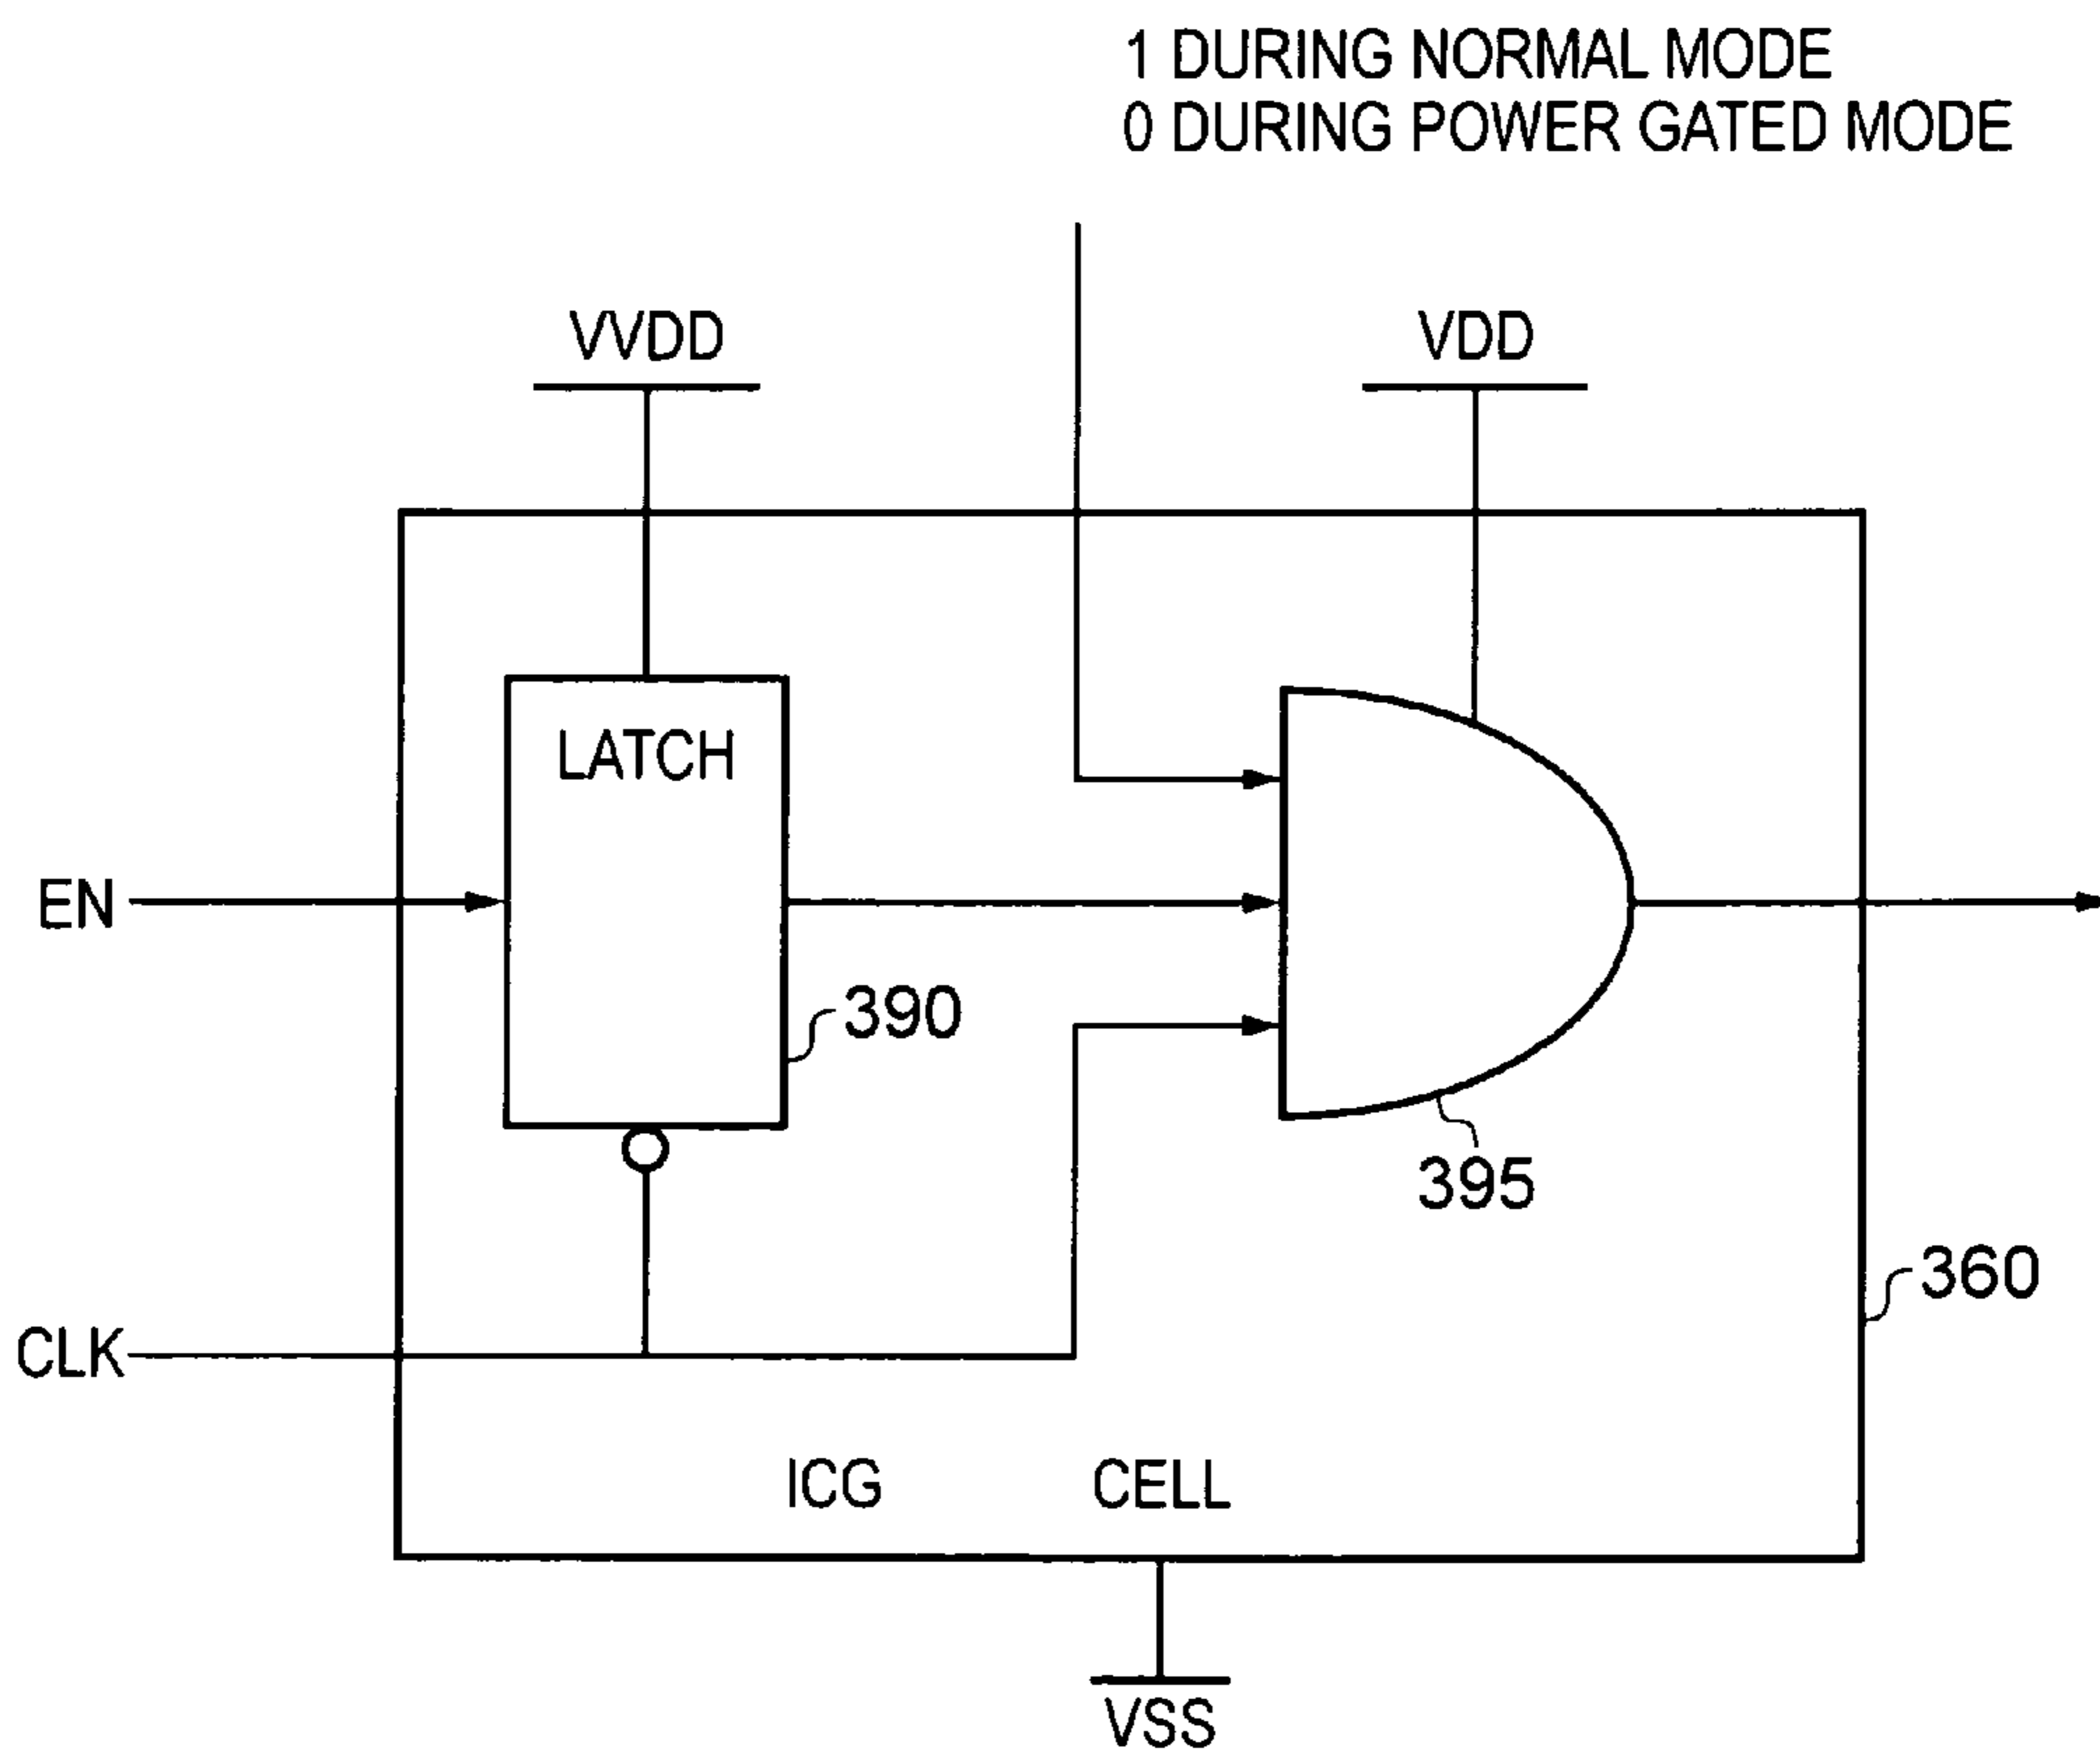 1 DURING NORMAL MODE
0 DURING POWER GATED MODE
VVDD
VDD
LATCH
EN
390
395
360
CLK
ICG CELL
VSS